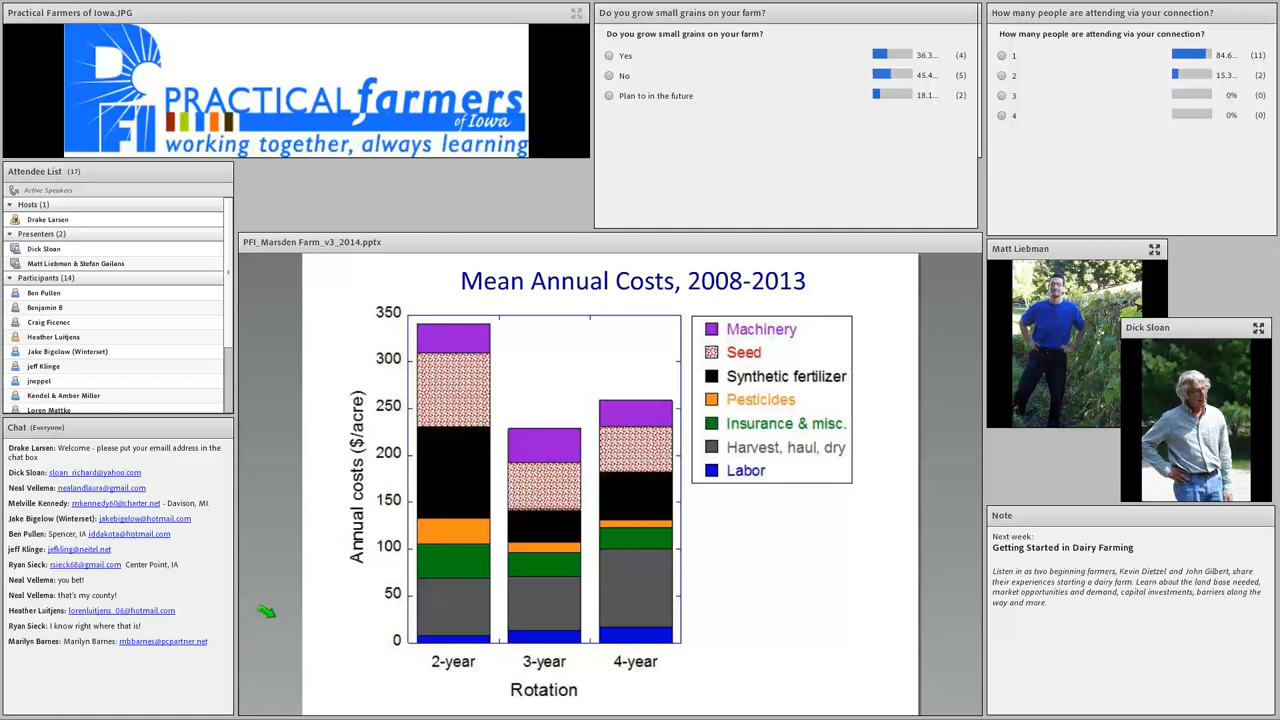 Practical Farmers of Iowa.JPG
PRACTICAL farmers
of Iowa
PFI
working together, always learning
Do you grow small grains on your farm?
Do you grow small grains on your farm?
Yes 36.3... (4)
No 45.4... (5)
Plan to in the future 18.1... (2)
How many people are attending via your connection?
How many people are attending via your connection?
1 84.6... (11)
2 15.3... (2)
3 0% (0)
4 0% (0)
Attendee List (17)
Active Speakers
Hosts (1)
Drake Larsen
Presenters (2)
Dick Sloan
Matt Liebman & Stefan Gailans
Participants (14)
Ben Pullen
Benjamin B
Craig Ficenec
Heather Luitjens
Jake Bigelow (Winterset)
jeff Klinge
jneppel
Kendel & Amber Miller
Loren Mattke
Chat (Everyone)
Drake Larsen: Welcome - please put your emaill address in the
chat box
Dick Sloan: sloan_richard@yahoo.com
Neal Vellema: nealandlaura@gmail.com
Melville Kennedy: mkennedy60@charter.net - Davison, MI.
Jake Bigelow (Winterset): jakebigelow@hotmail.com
Ben Pullen: Spencer, IA iddakota@hotmail.com
jeff Klinge: jefkling@neitel.net
Ryan Sieck: rsieck68@gmail.com Center Point, IA
Neal Vellema: you bet!
Neal Vellema: that's my county!
Heather Luitjens: lorenluitjens_06@hotmail.com
Ryan Sieck: I know right where that is!
Marilyn Barnes: Marilyn Barnes: mbbarnes@pcpartner.net
PFI_Marsden Farm_v3_2014.pptx
Mean Annual Costs, 2008-2013
Annual costs ($/acre)
350
300
250
200
150
100
50
0
2-year 3-year 4-year
Rotation
Machinery
Seed
Synthetic fertilizer
Pesticides
Insurance & misc.
Harvest, haul, dry
Labor
Matt Liebman
Dick Sloan
Note
Next week:
Getting Started in Dairy Farming
Listen in as two beginning farmers, Kevin Dietzel and John Gilbert, share
their experiences starting a dairy farm. Learn about the land base needed,
market opportunities and demand, capital investments, barriers along the
way and more.